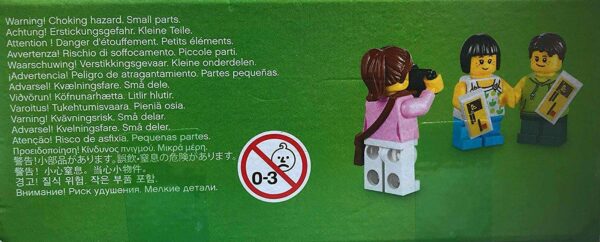 Warning! Choking hazard. Small parts.
Achtung! Erstickungsgefahr. Kleine Teile.
Attention ! Danger d'étouffement. Petits éléments.
Avvertenza! Rischio di soffocamento. Piccole parti.
Waarschuwing! Verstikkingsgevaar. Kleine onderdelen.
¡Advertencia! Peligro de atragantamiento. Partes pequeñas.
Advarsel! Kvælningsfare. Små dele.
Viðvörun! Köfnunarhætta. Litlir hlutir.
Varoitus! Tukehtumisvaara. Pieniä osia.
Varning! Kvävningsrisk. Små delar.
Advarsel! Kvelningsfare. Små deler.
Atenção! Risco de asfixia. Pequenas partes.
Προειδοποίηση! Κίνδυνος πνιγμού. Μικρά μέρη.
警告!小部品があります。誤飲・窒息の危険があります。
警告！小心窒息。当心小物件。
경고! 질식 위험. 작은 부품 포함.
Внимание! Риск удушения. Мелкие детали.
0-3